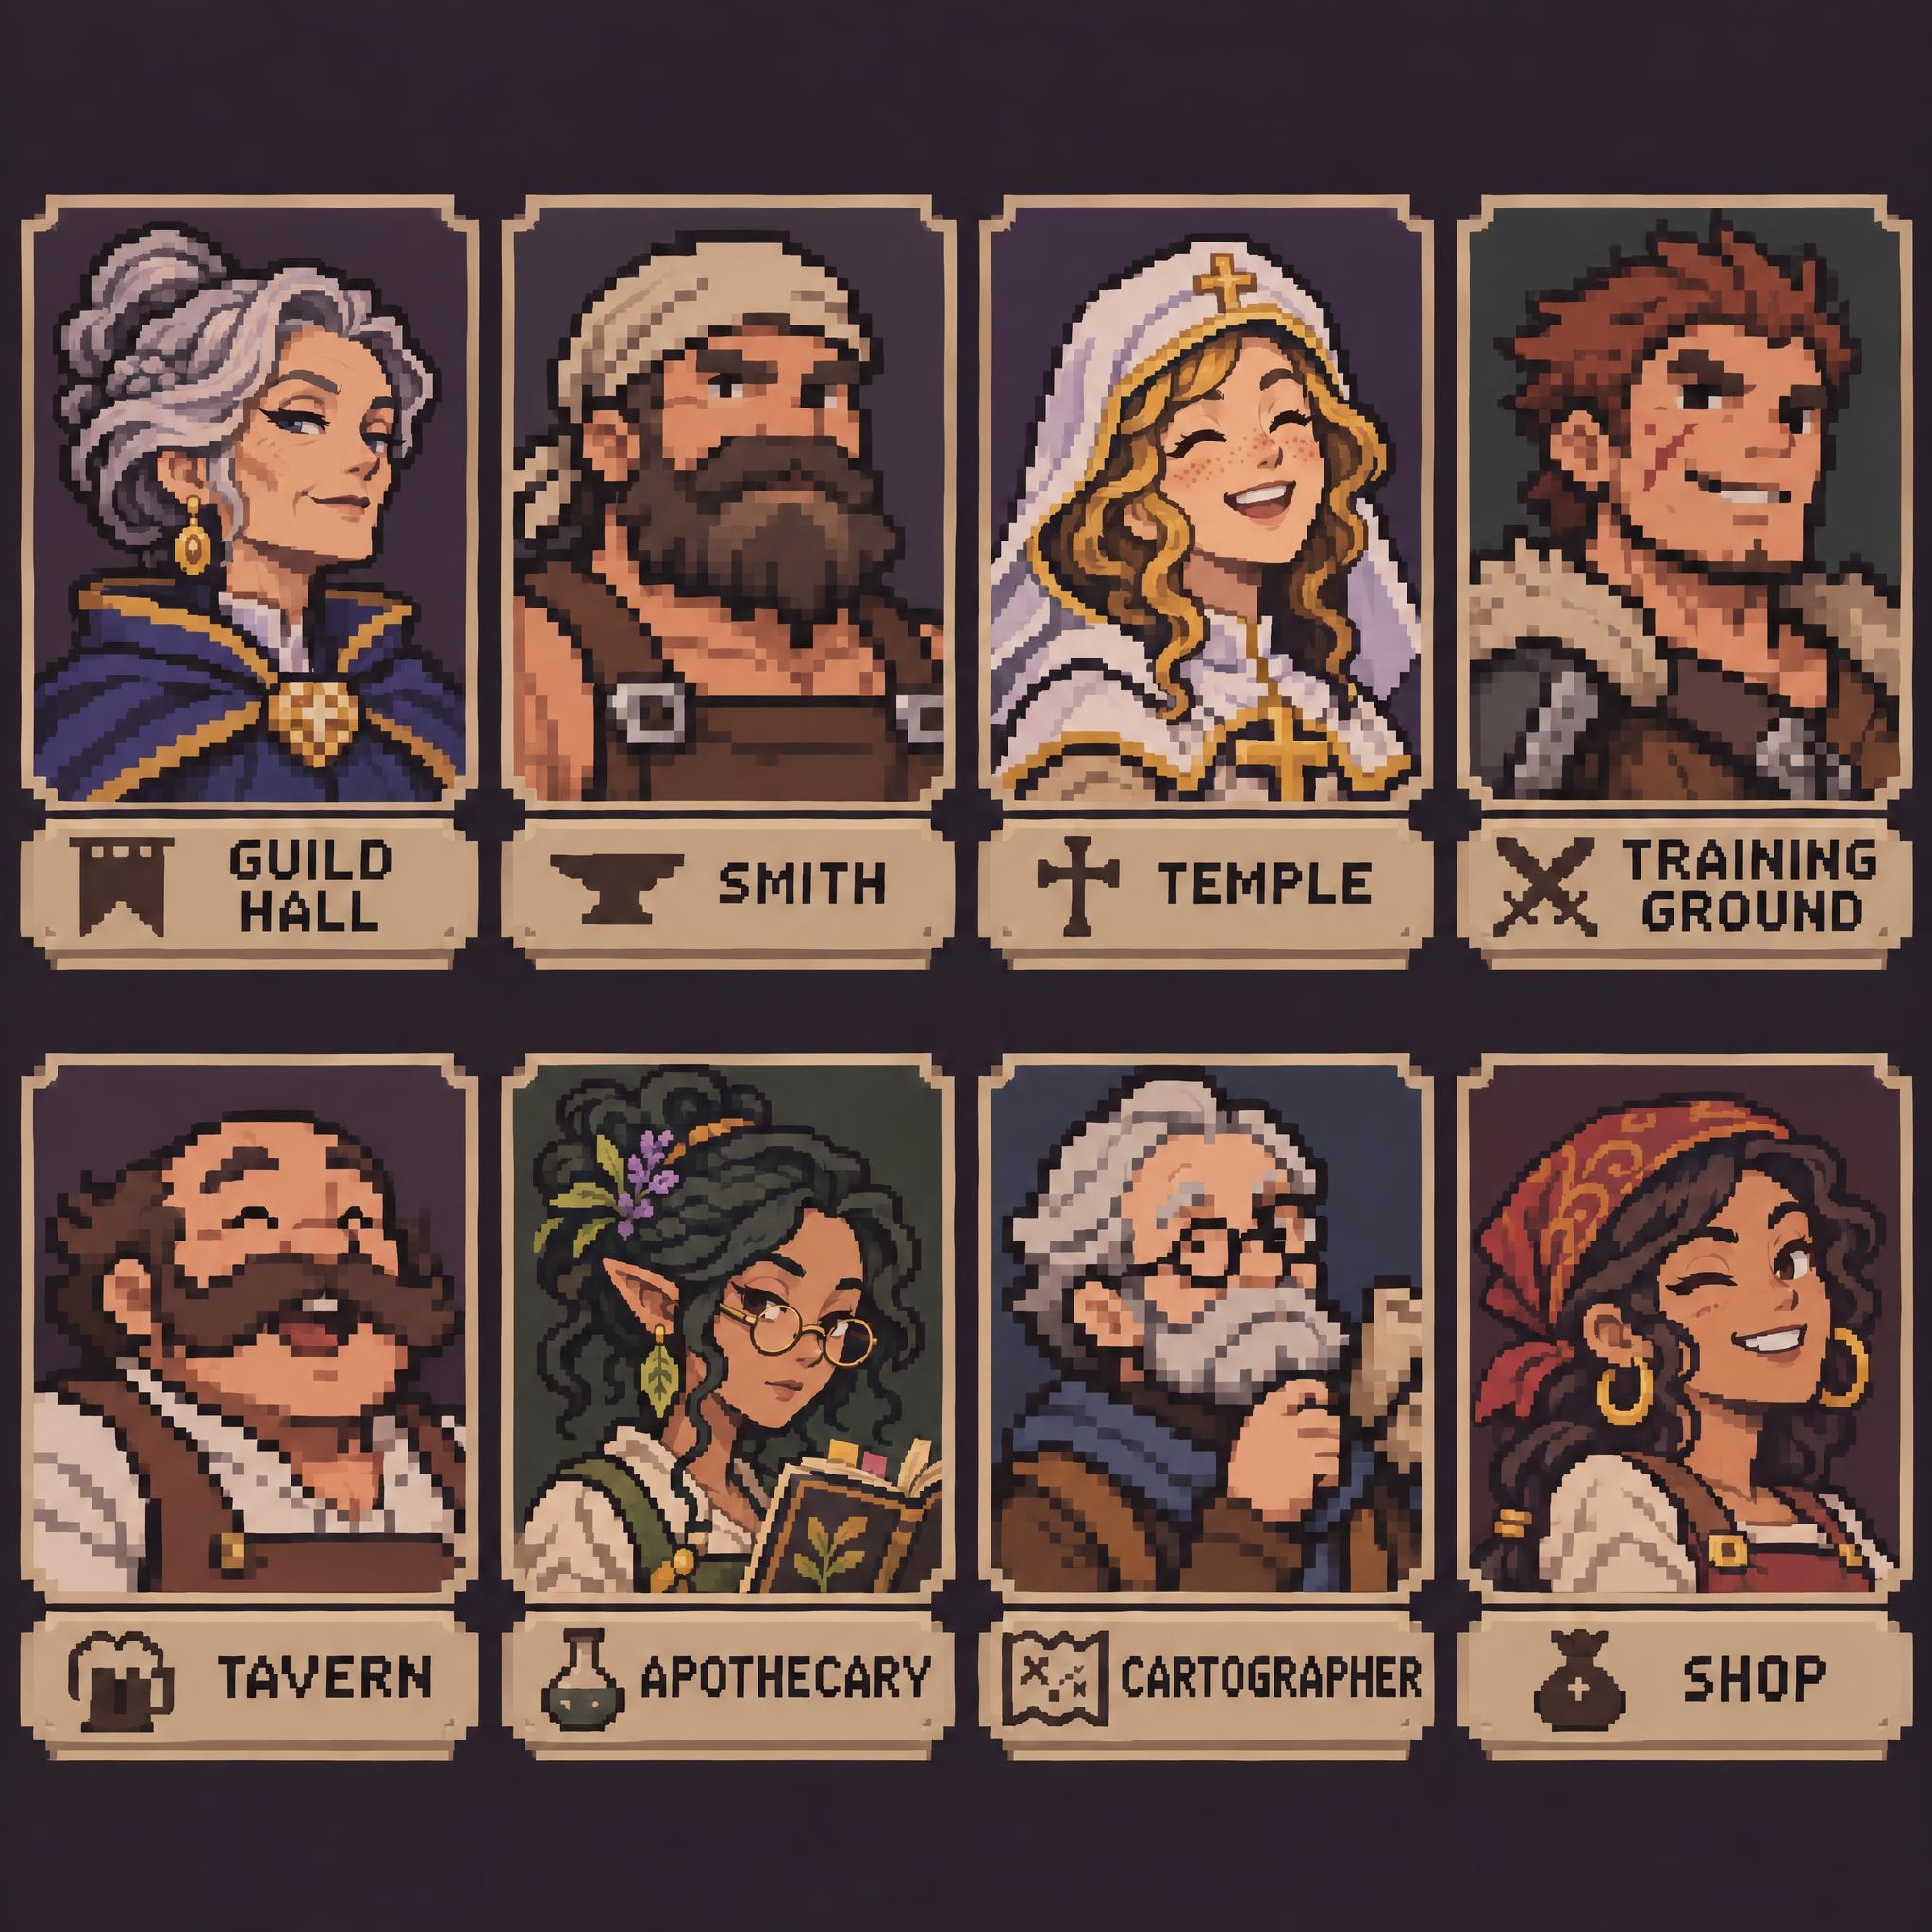 GUILD
HALL
SMITH
TEMPLE
TRAINING
GROUND
TAVERN
APOTHECARY
CARTOGRAPHER
SHOP